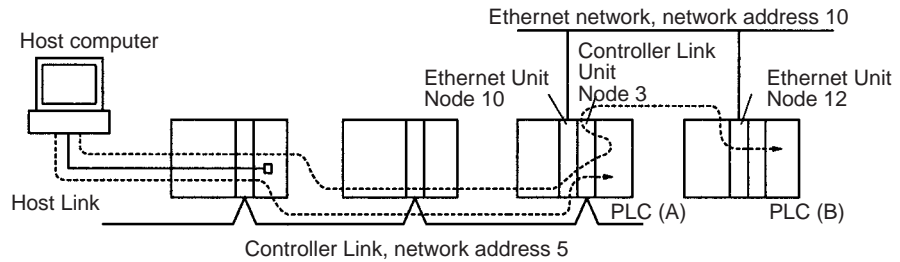 Ethernet network, network address 10
Host computer
Controller Link
Unit
Node 3
Ethernet Unit
Node 10
Ethernet Unit
Node 12
Host Link
PLC (A)
PLC (B)
Controller Link, network address 5